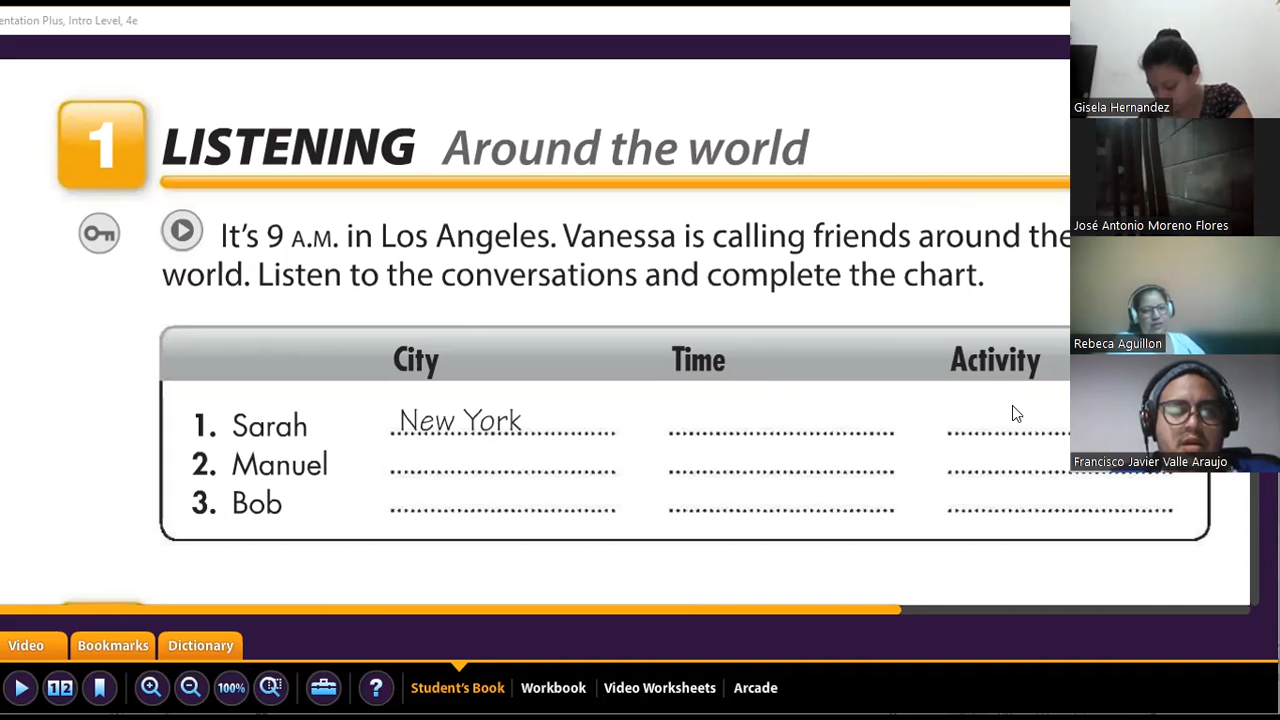 entation Plus, Intro Level, 4e
1 LISTENING Around the world
It's 9 A.M. in Los Angeles. Vanessa is calling friends around the
world. Listen to the conversations and complete the chart.
City Time Activity
1. Sarah New York
2. Manuel
3. Bob
Gisela Hernandez
José Antonio Moreno Flores
Rebeca Aguillon
Francisco Javier Valle Araujo
Video Bookmarks Dictionary
12 100% ? Student's Book Workbook Video Worksheets Arcade